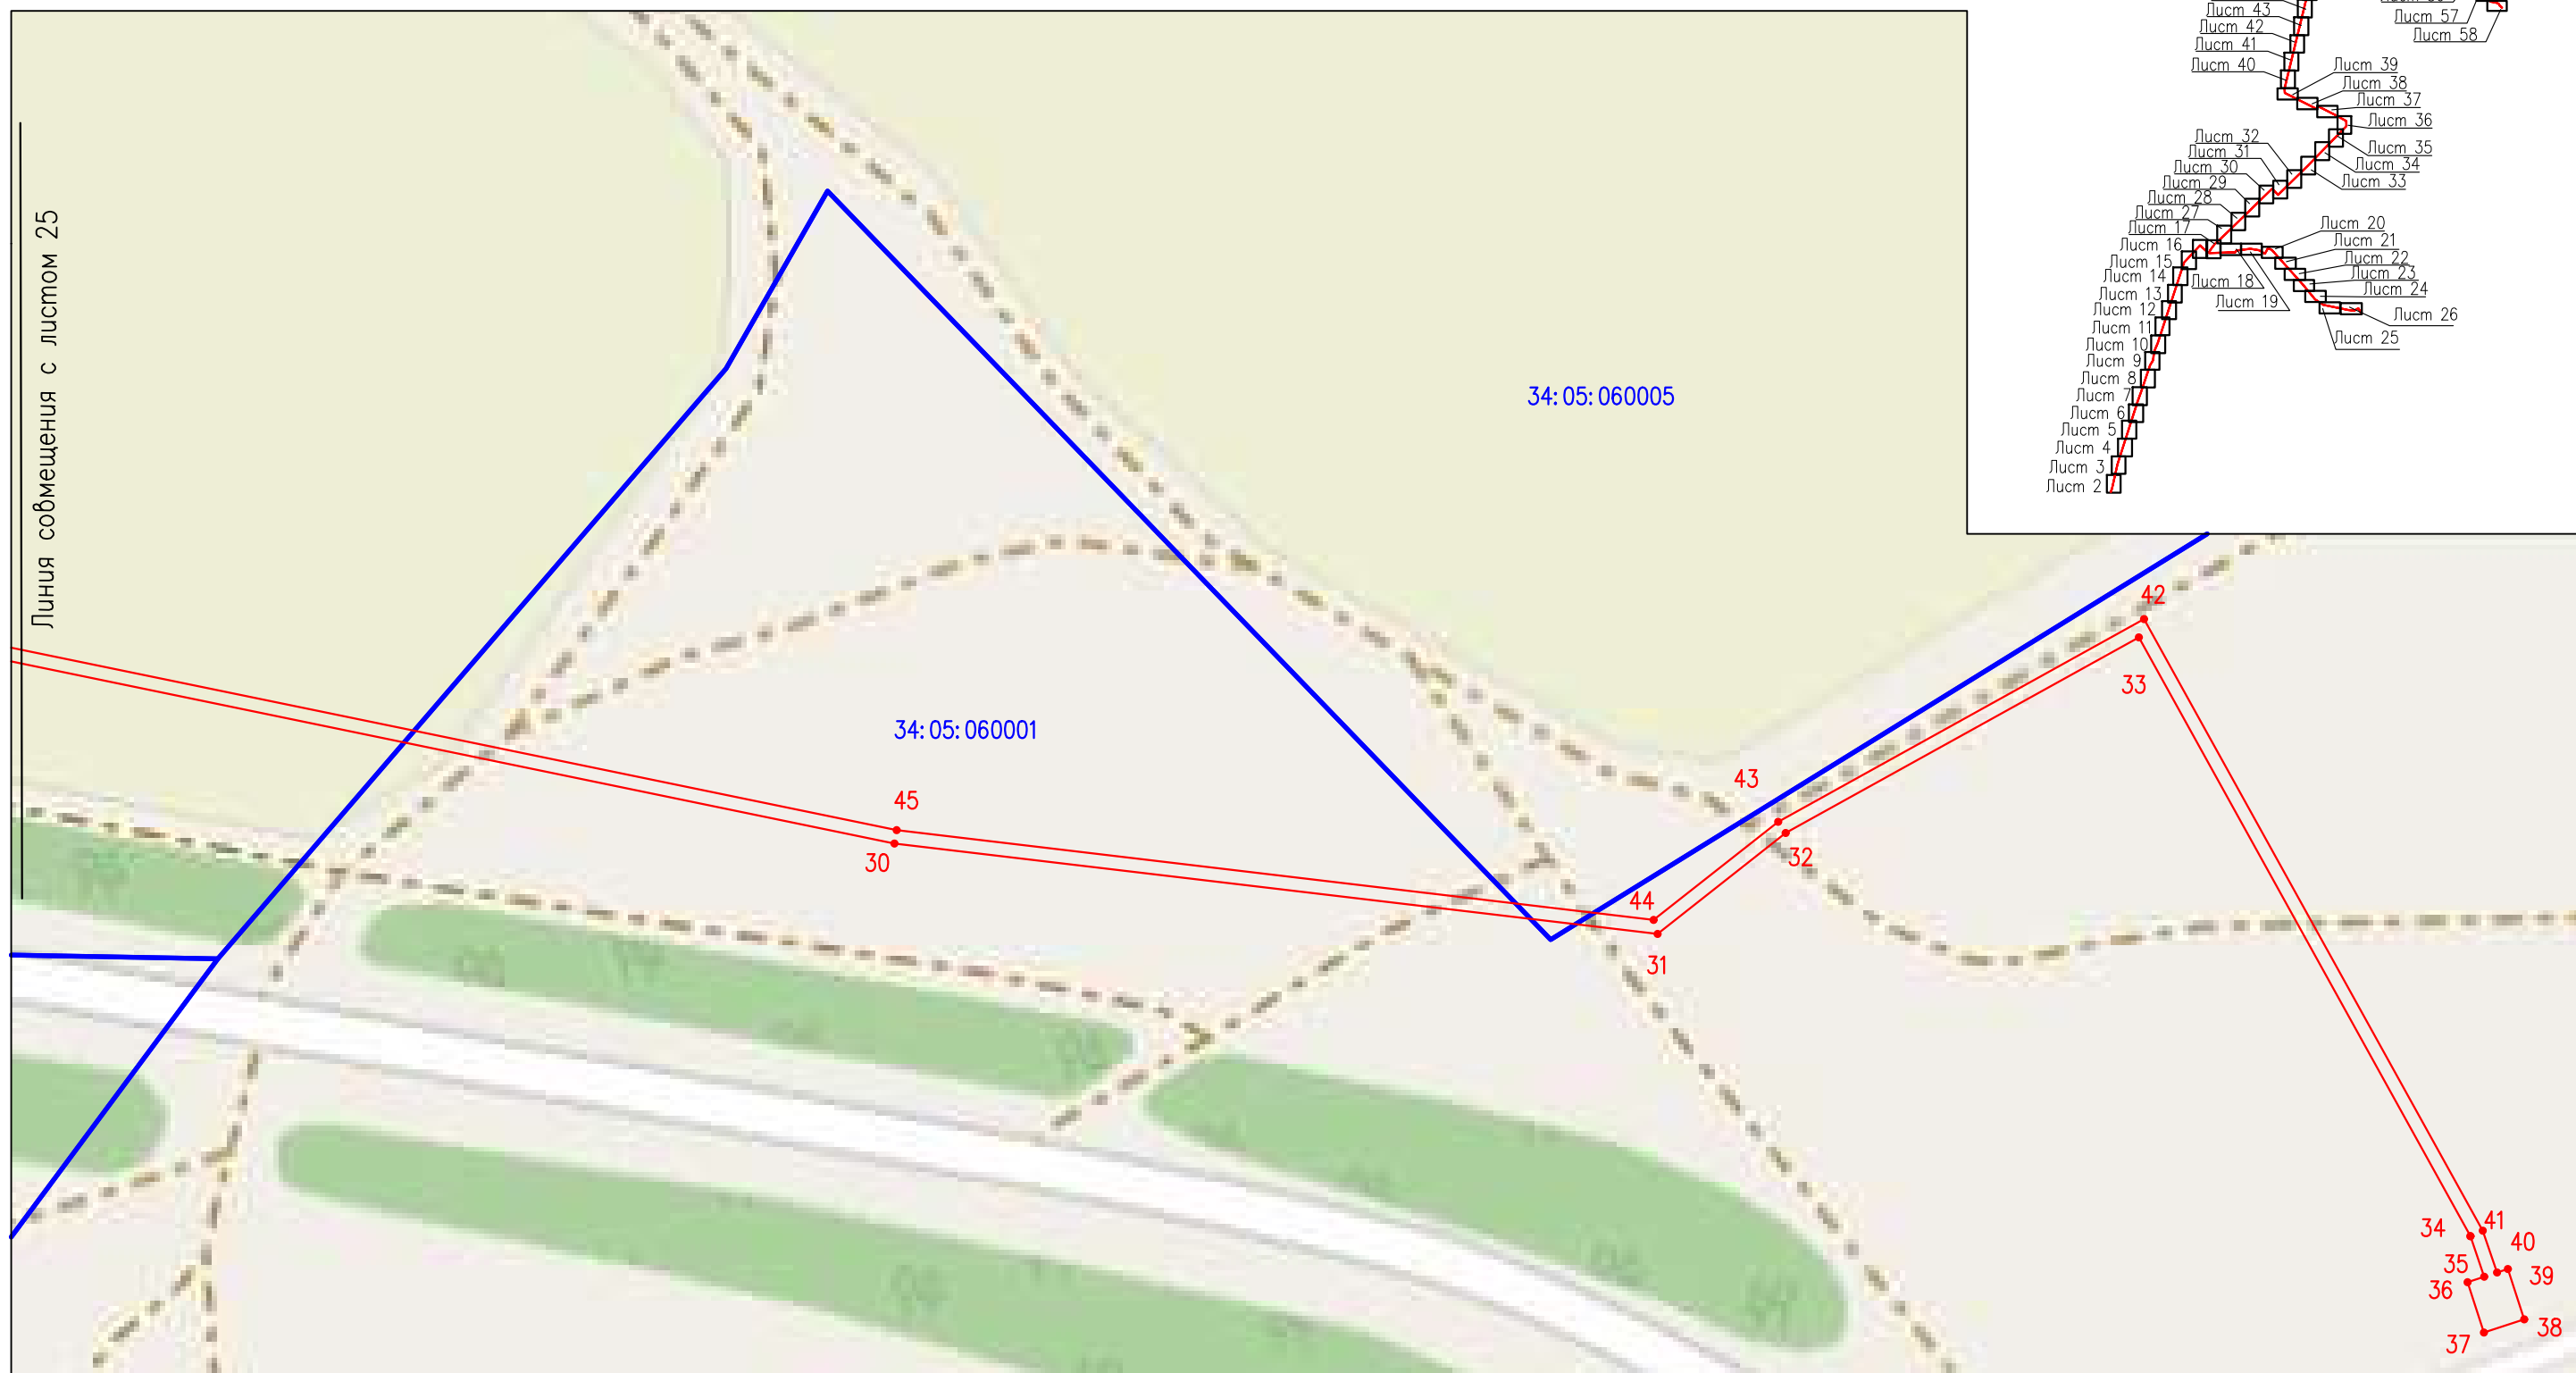 Линия совмещения с листом 25
34:05:060005
34:05:060001
45
30
44
31
43
32
42
33
34
41
40
35
39
36
38
37
Лист 43
Лист 42
Лист 41
Лист 40
Лист 57
Лист 58
Лист 39
Лист 38
Лист 37
Лист 36
Лист 35
Лист 34
Лист 33
Лист 32
Лист 31
Лист 30
Лист 29
Лист 28
Лист 27
Лист 17
Лист 16
Лист 15
Лист 14
Лист 13
Лист 12
Лист 11
Лист 10
Лист 9
Лист 8
Лист 7
Лист 6
Лист 5
Лист 4
Лист 3
Лист 2
Лист 18
Лист 19
Лист 20
Лист 21
Лист 22
Лист 23
Лист 24
Лист 26
Лист 25